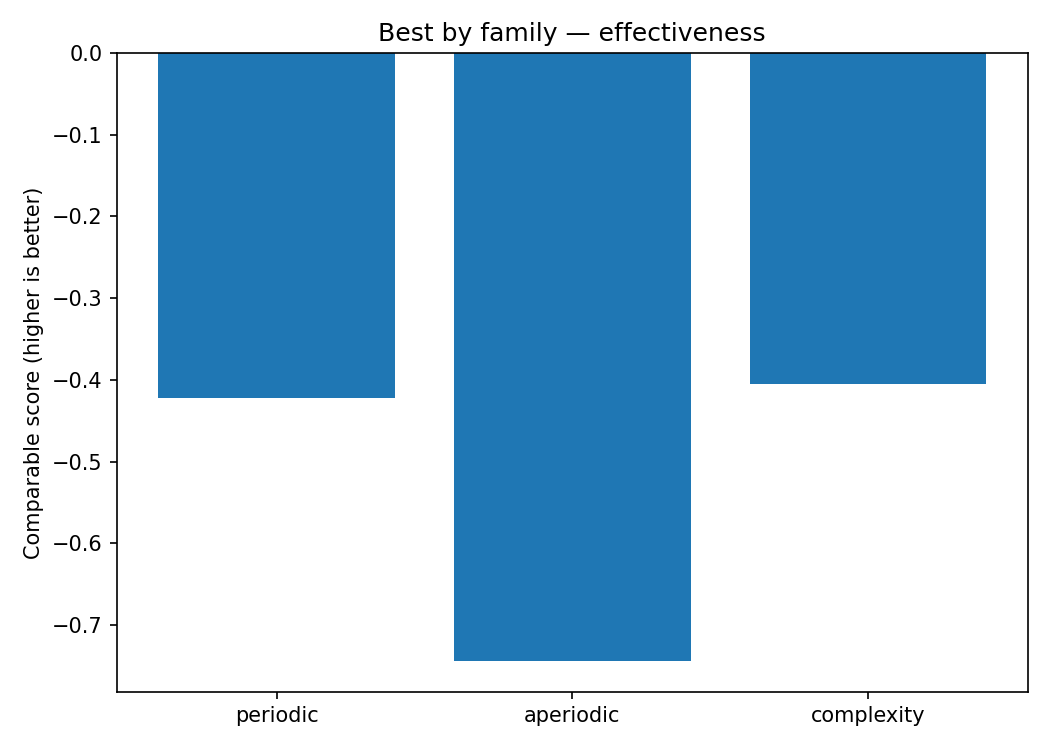 Best by family — effectiveness
Comparable score (higher is better)
0.0
−0.1
−0.2
−0.3
−0.4
−0.5
−0.6
−0.7
periodic
aperiodic
complexity